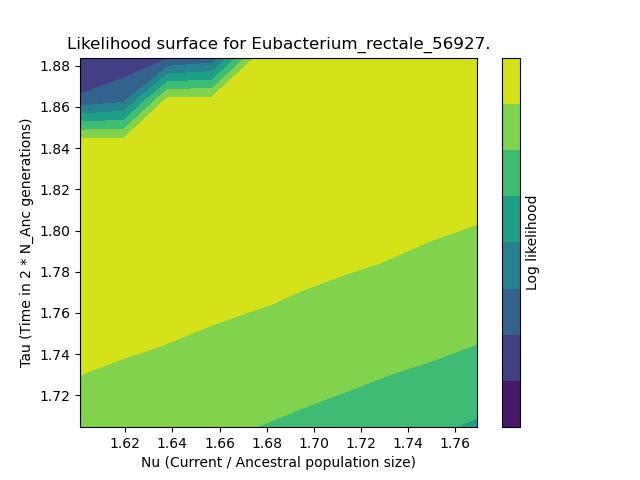 Likelihood surface for Eubacterium_rectale_56927.
Tau (Time in 2 * N_Anc generations)
1.88
1.86
1.84
1.82
1.80
1.78
1.76
1.74
1.72
1.62 1.64 1.66 1.68 1.70 1.72 1.74 1.76
Nu (Current / Ancestral population size)
Log likelihood